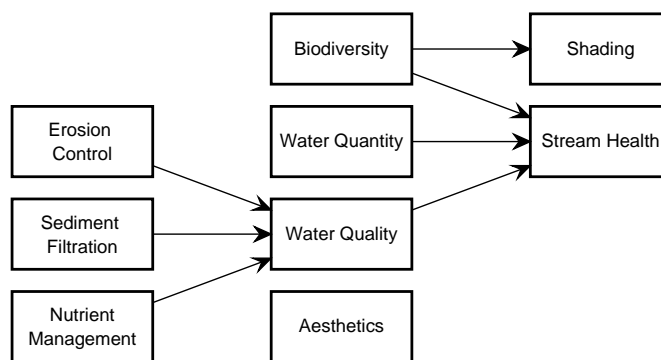 Biodiversity
Shading
Erosion
Control
Water Quantity
Stream Health
Sediment
Filtration
Water Quality
Nutrient
Management
Aesthetics